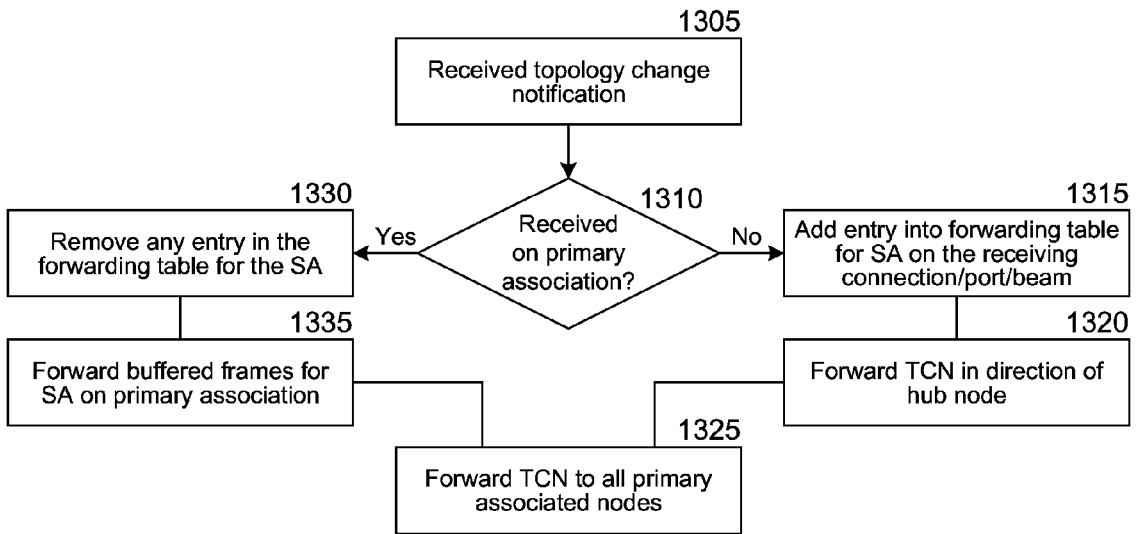 1305
Received topology change
notification
1310
Received
on primary
association?
Yes
No
1330
Remove any entry in the
forwarding table for the SA
1315
Add entry into forwarding table
for SA on the receiving
connection/port/beam
1335
Forward buffered frames for
SA on primary association
1320
Forward TCN in direction of
hub node
1325
Forward TCN to all primary
associated nodes